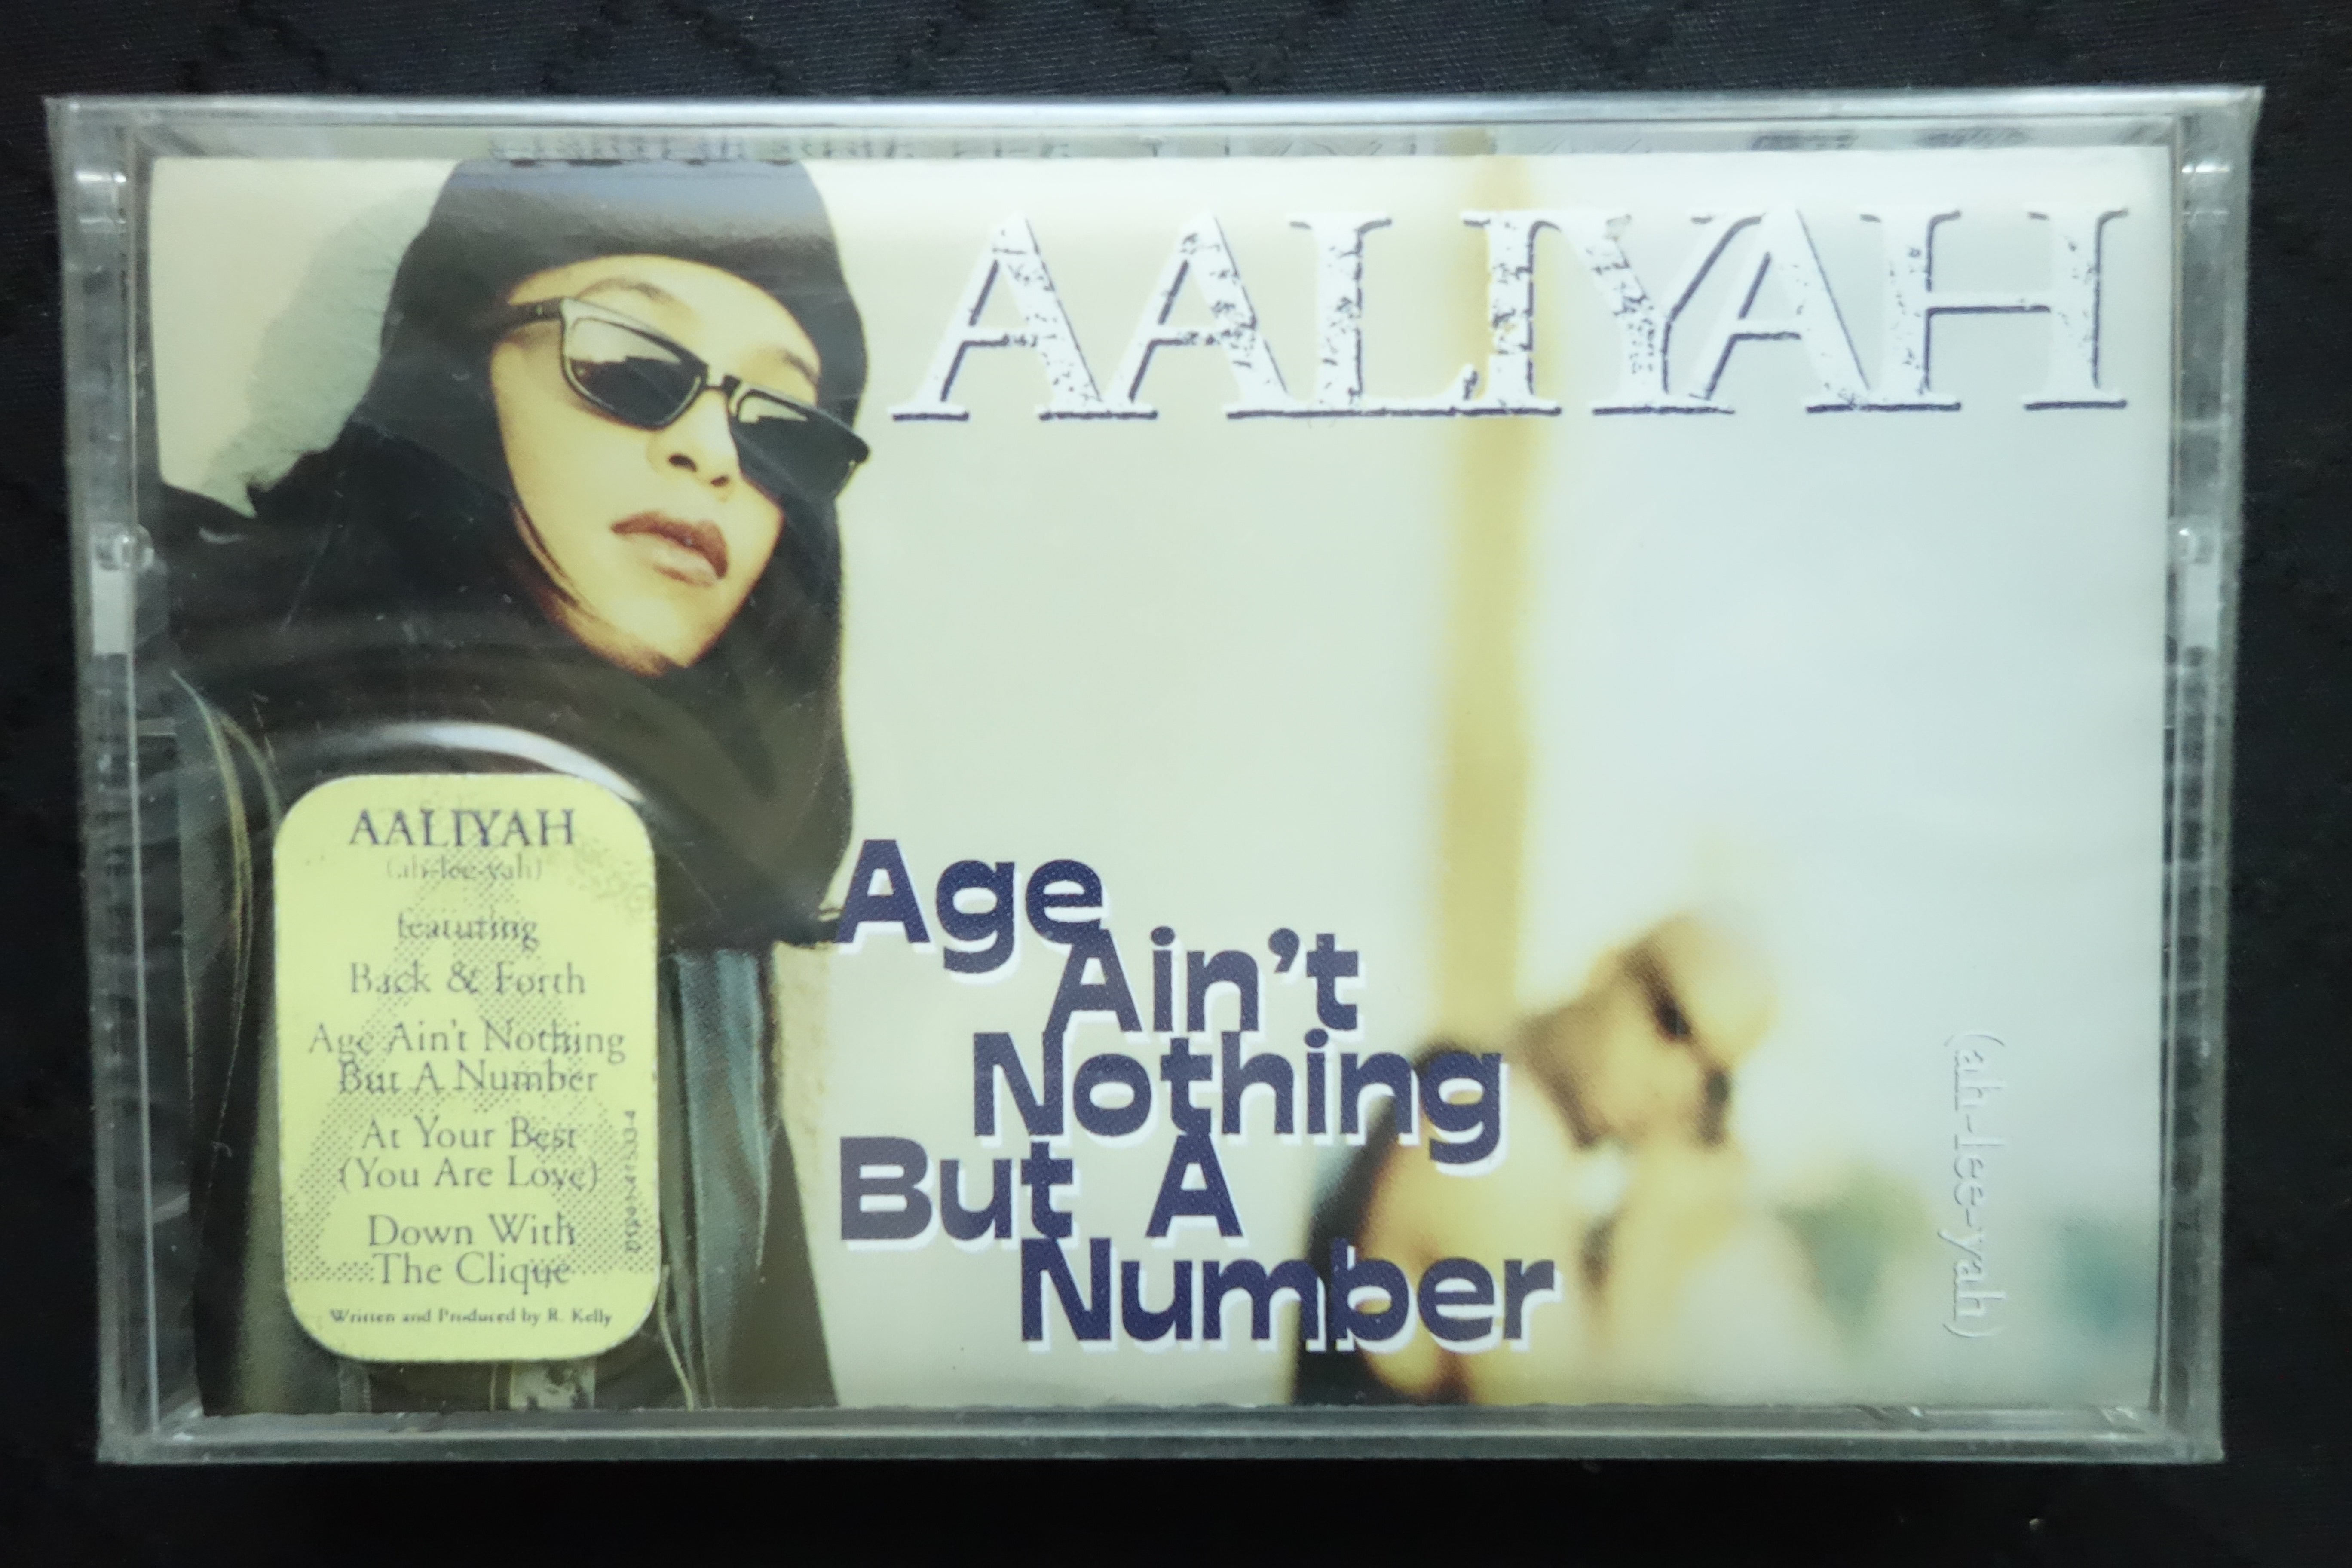 AALIYAH
Age
Ain't
Nothing
But A
Number
(ah-lee-yah)
AALIYAH
(ah-lee-yah)
featuring
Back & Forth
Age Ain't Nothing
But A Number
At Your Best
(You Are Love)
Down With
The Clique
Written and Produced by R. Kelly